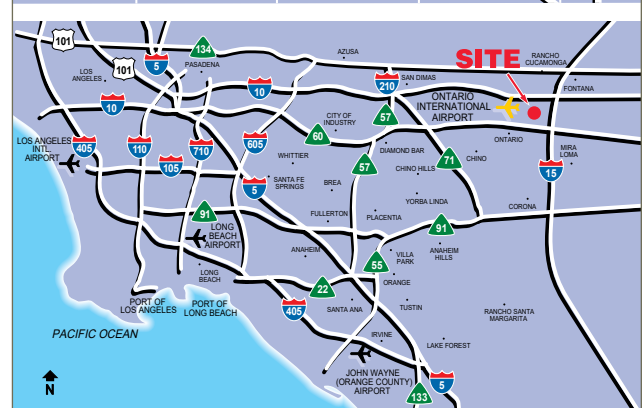 101
134
AZUSA
SITE
RANCHO
CUCAMONGA
101
5
PASADENA
LOS
ANGELES
210
SAN DIMAS
FONTANA
10
10
ONTARIO
INTERNATIONAL
AIRPORT
CITY OF
INDUSTRY
57
60
ONTARIO
LOS ANGELES
INTL.
AIRPORT
405
110
710
605
DIAMOND BAR
MIRA
LOMA
WHITTIER
57
71
CHINO
105
CHINO HILLS
15
SANTA FE
SPRINGS
5
BREA
YORBA LINDA
91
FULLERTON
PLACENTIA
CORONA
91
LONG
BEACH
AIRPORT
ANAHEIM
VILLA
PARK
ANAHEIM
HILLS
55
LONG
BEACH
ORANGE
22
PORT OF
LOS ANGELES
PORT OF
LONG BEACH
405
SANTA ANA
TUSTIN
RANCHO SANTA
MARGARITA
PACIFIC OCEAN
IRVINE
LAKE FOREST
N
JOHN WAYNE
(ORANGE COUNTY)
AIRPORT
5
133